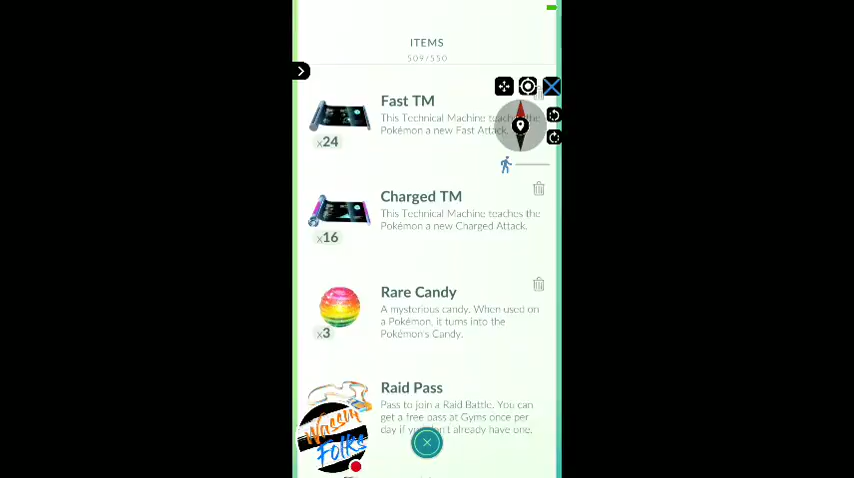 ITEMS
509/550
Fast TM
This Technical Machine teaches the
Pokémon a new Fast Attack.
x24
Charged TM
This Technical Machine teaches the
Pokémon a new Charged Attack.
x16
Rare Candy
A mysterious candy. When used on
a Pokémon, it turns into the
Pokémon's Candy.
x3
Raid Pass
Pass to join a Raid Battle. You can
get a free pass at Gyms once per
day if you don't already have one.
Wassup
Folks